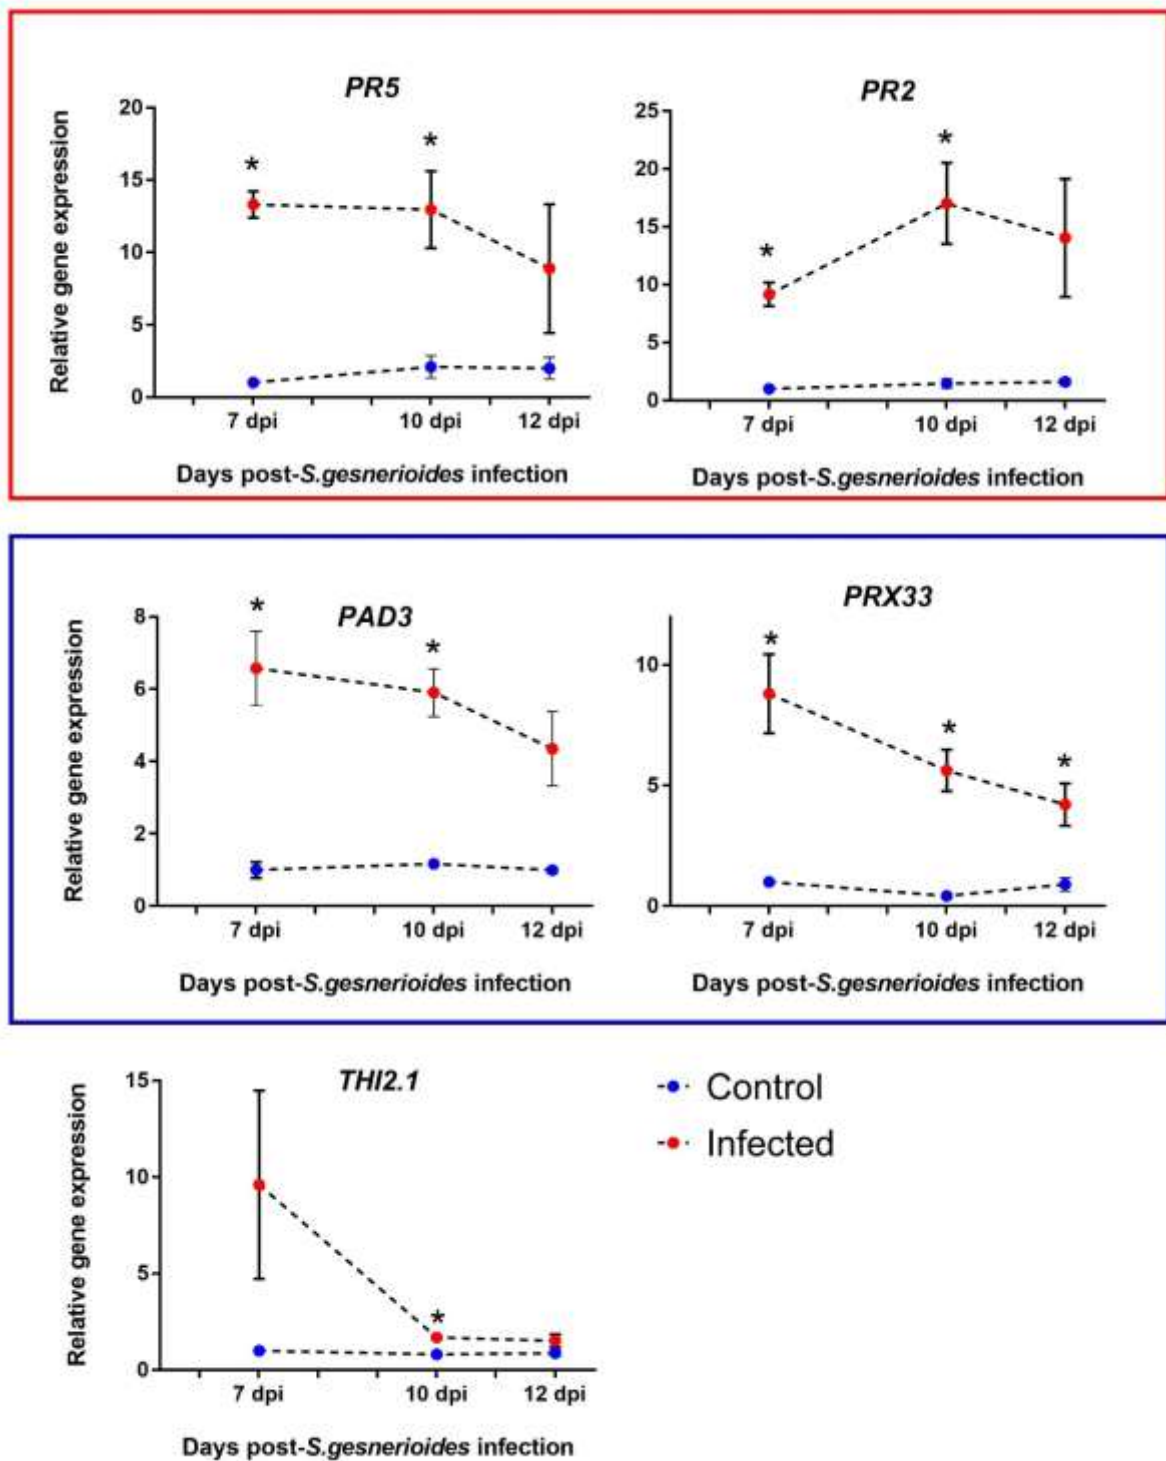 PR5
Relative gene expression
20
15
10
5
0
*
*
7 dpi
10 dpi
12 dpi
Days post-S.gesnerioides infection
PR2
25
20
15
10
5
0
*
*
7 dpi
10 dpi
12 dpi
Days post-S.gesnerioides infection
PAD3
Relative gene expression
8
6
4
2
0
*
*
7 dpi
10 dpi
12 dpi
Days post-S.gesnerioides infection
PRX33
10
5
0
*
*
*
7 dpi
10 dpi
12 dpi
Days post-S.gesnerioides infection
THI2.1
Relative gene expression
15
10
5
0
*
7 dpi
10 dpi
12 dpi
Days post-S.gesnerioides infection
Control
Infected